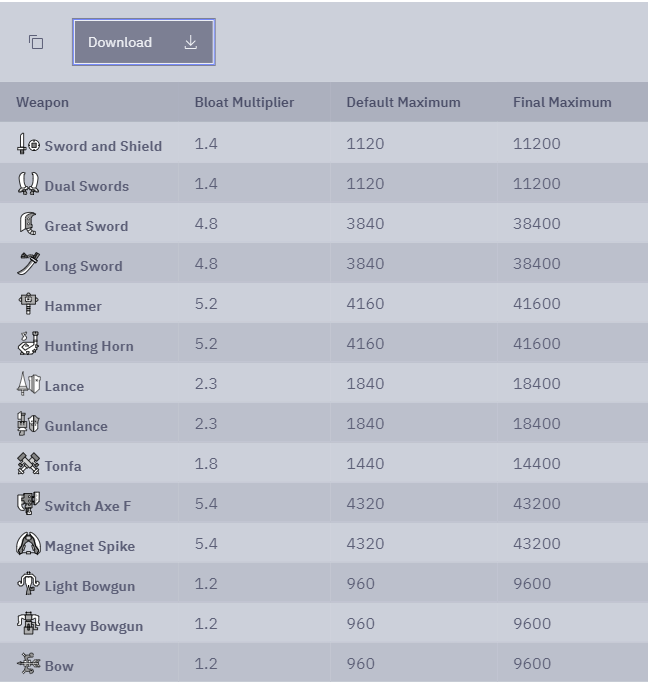 Download
Weapon Bloat Multiplier Default Maximum Final Maximum
Sword and Shield 1.4 1120 11200
Dual Swords 1.4 1120 11200
Great Sword 4.8 3840 38400
Long Sword 4.8 3840 38400
Hammer 5.2 4160 41600
Hunting Horn 5.2 4160 41600
Lance 2.3 1840 18400
Gunlance 2.3 1840 18400
Tonfa 1.8 1440 14400
Switch Axe F 5.4 4320 43200
Magnet Spike 5.4 4320 43200
Light Bowgun 1.2 960 9600
Heavy Bowgun 1.2 960 9600
Bow 1.2 960 9600